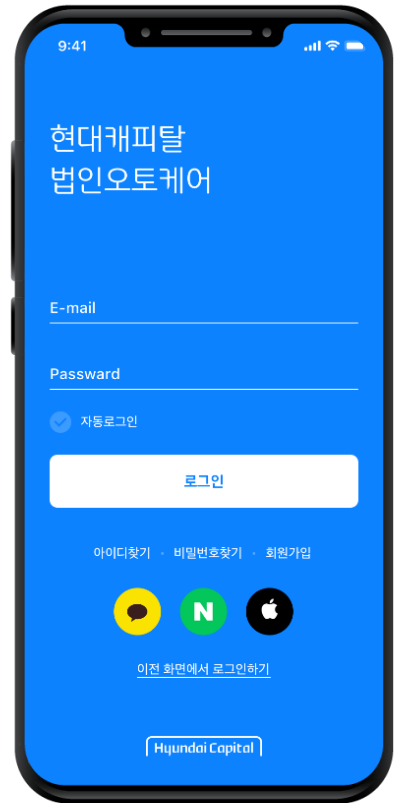 9:41
현대캐피탈
법인오토케어
E-mail
Passward
자동로그인
로그인
아이디찾기 · 비밀번호찾기 · 회원가입
N
이전 화면에서 로그인하기
Hyundai Capital